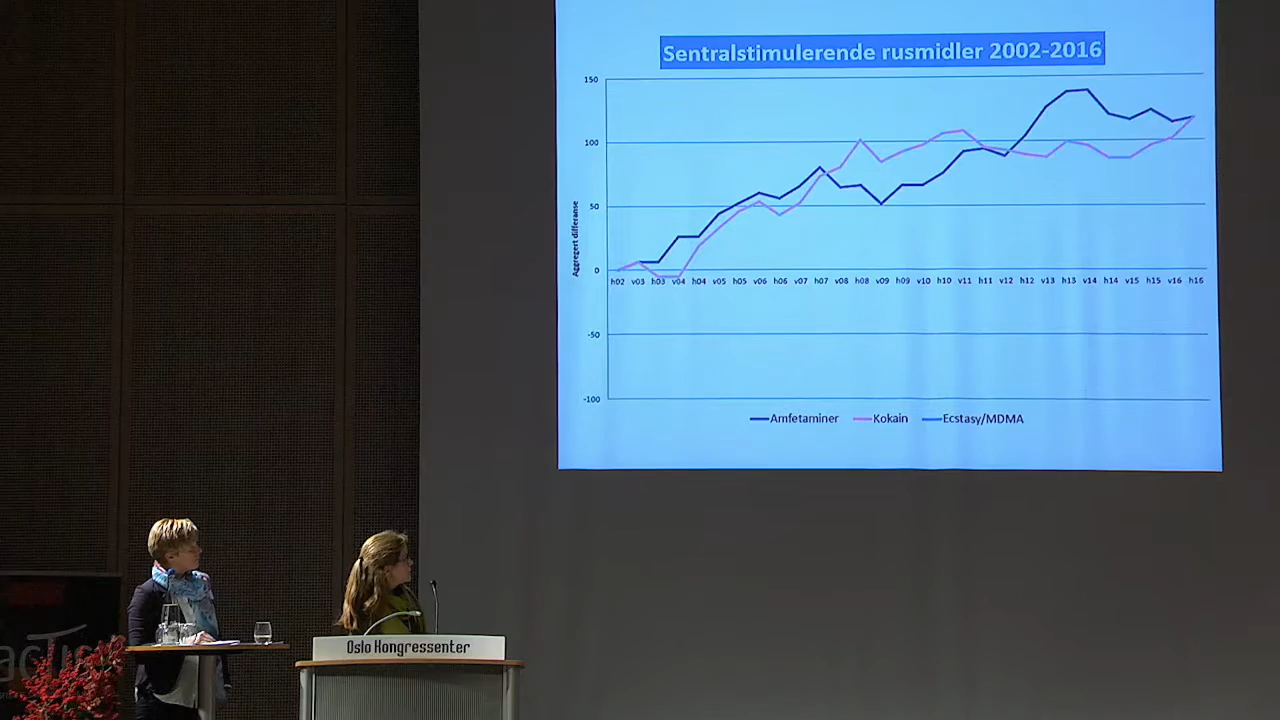 Sentralstimulerende rusmidler 2002-2016
150
100
50
0
-50
-100
Aggregert differanse
h02 v03 h03 v04 h04 v05 h05 v06 h06 v07 h07 v08 h08 v09 h09 v10 h10 v11 h11 v12 h12 v13 h13 v14 h14 v15 h15 v16 h16
Amfetaminer Kokain Ecstasy/MDMA
Oslo Kongressenter